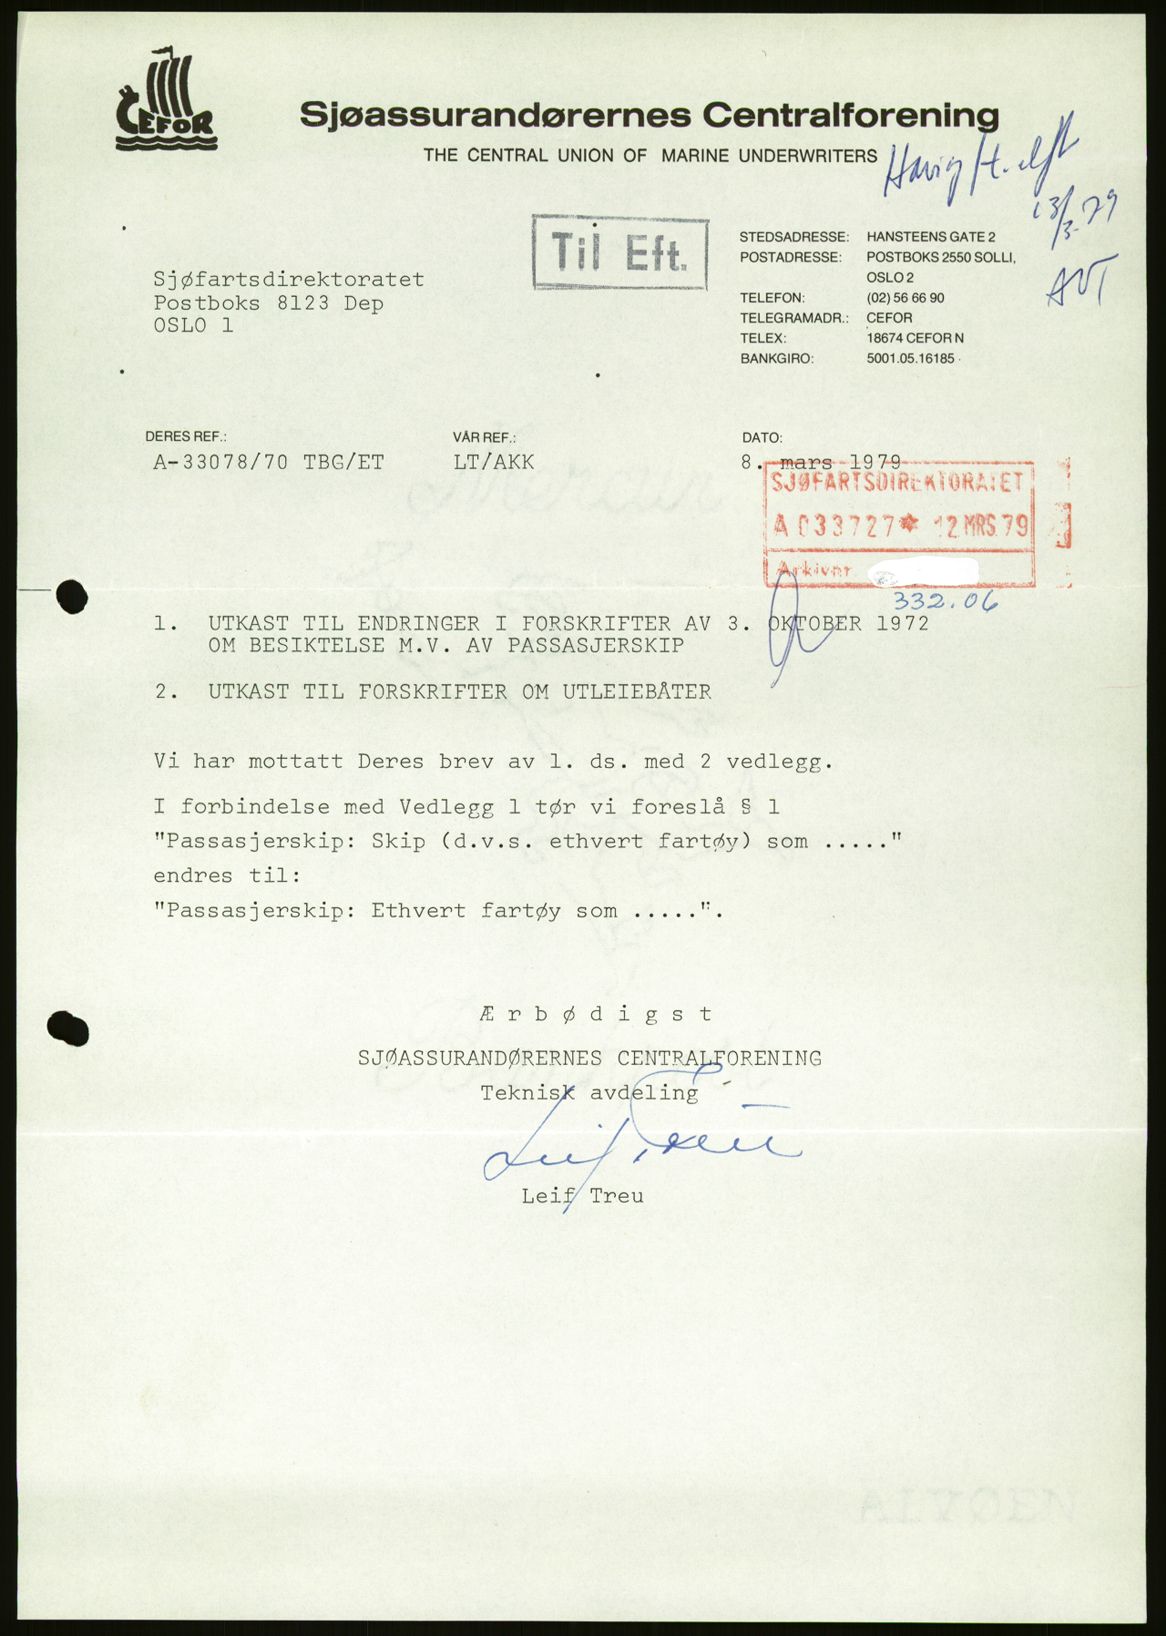 CEFOR
Sjøassurandørernes Centralforening
THE CENTRAL UNION OF MARINE UNDERWRITERS
13/3-79
AVT
Til Eft.
STEDSADRESSE: HANSTEENS GATE 2
POSTADRESSE: POSTBOKS 2550 SOLLI,
OSLO 2
TELEFON: (02) 56 66 90
TELEGRAMADR.: CEFOR
TELEX: 18674 CEFOR N
BANKGIRO: 5001.05.16185
Sjøfartsdirektoratet
Postboks 8123 Dep
OSLO 1
DERES REF.: VÅR REF.: DATO:
A-33078/70 TBG/ET LT/AKK 8. mars 1979
SJØFARTSDIREKTORATET
A 033727* 12 MRS. 79
Arkivnr.
332.06
1. UTKAST TIL ENDRINGER I FORSKRIFTER AV 3. OKTOBER 1972
OM BESIKTELSE M.V. AV PASSASJERSKIP
2. UTKAST TIL FORSKRIFTER OM UTLEIEBÅTER
Vi har mottatt Deres brev av 1. ds. med 2 vedlegg.
I forbindelse med Vedlegg 1 tør vi foreslå § 1
"Passasjerskip: Skip (d.v.s. ethvert fartøy) som ....."
endres til:
"Passasjerskip: Ethvert fartøy som .....".
Ærbødigst
SJØASSURANDØRERNES CENTRALFORENING
Teknisk avdeling
Leif Treu
Leif Treu
ALVØEN